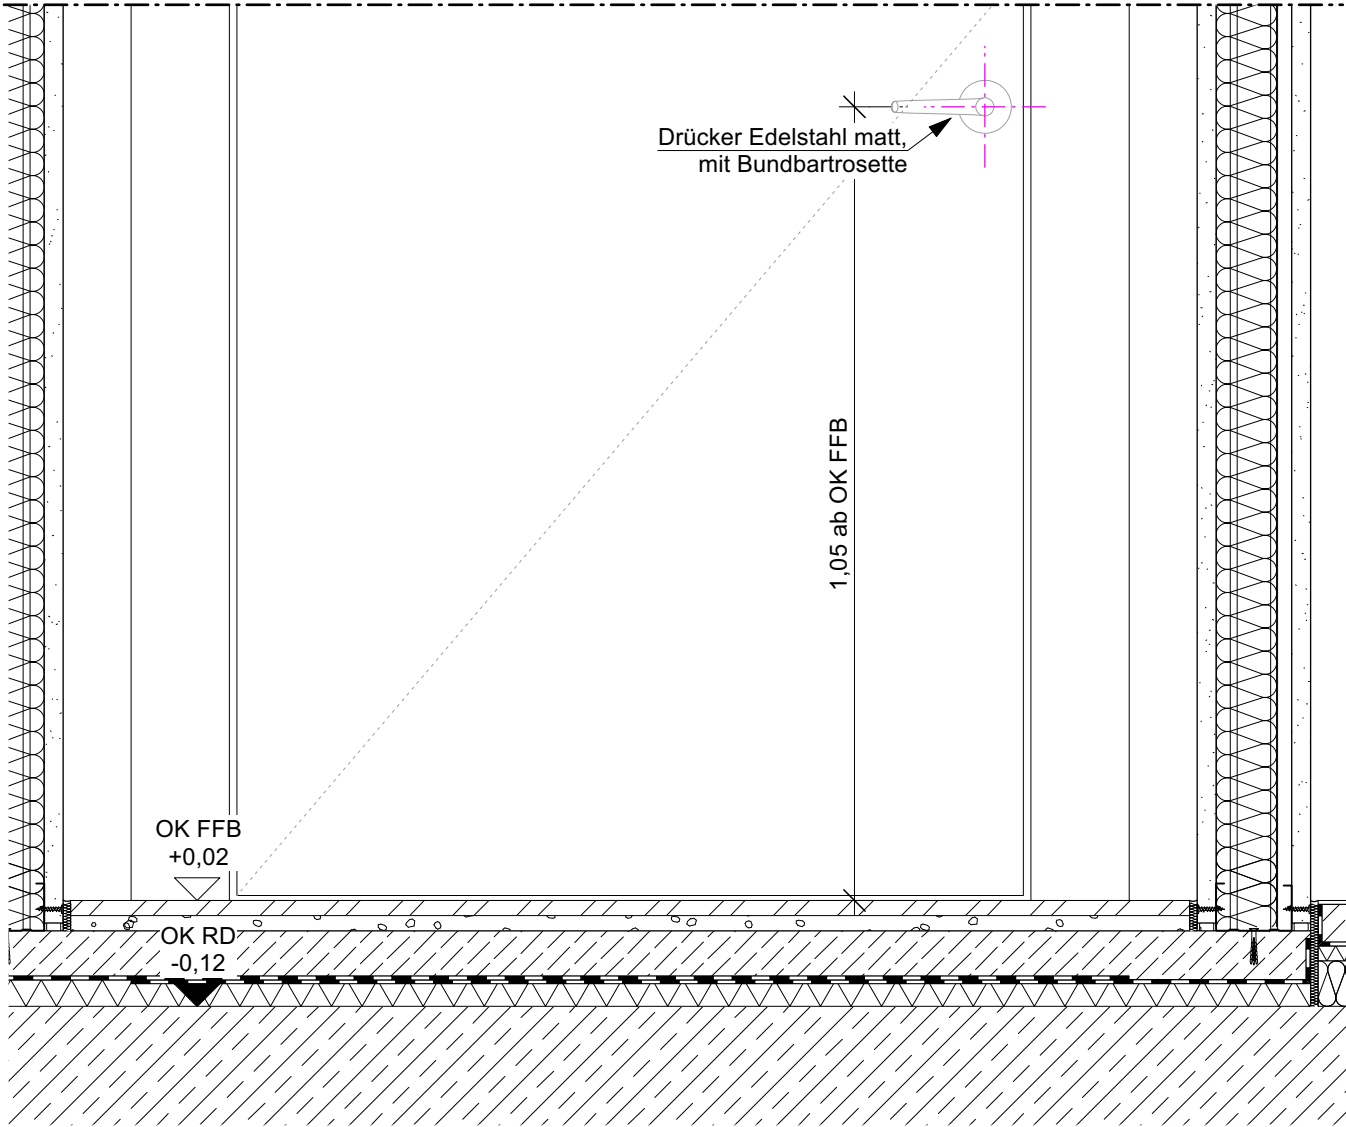 Drücker Edelstahl matt,
mit Bundbartrosette
1,05 ab OK FFB
OK FFB
+0,02
OK RD
-0,12